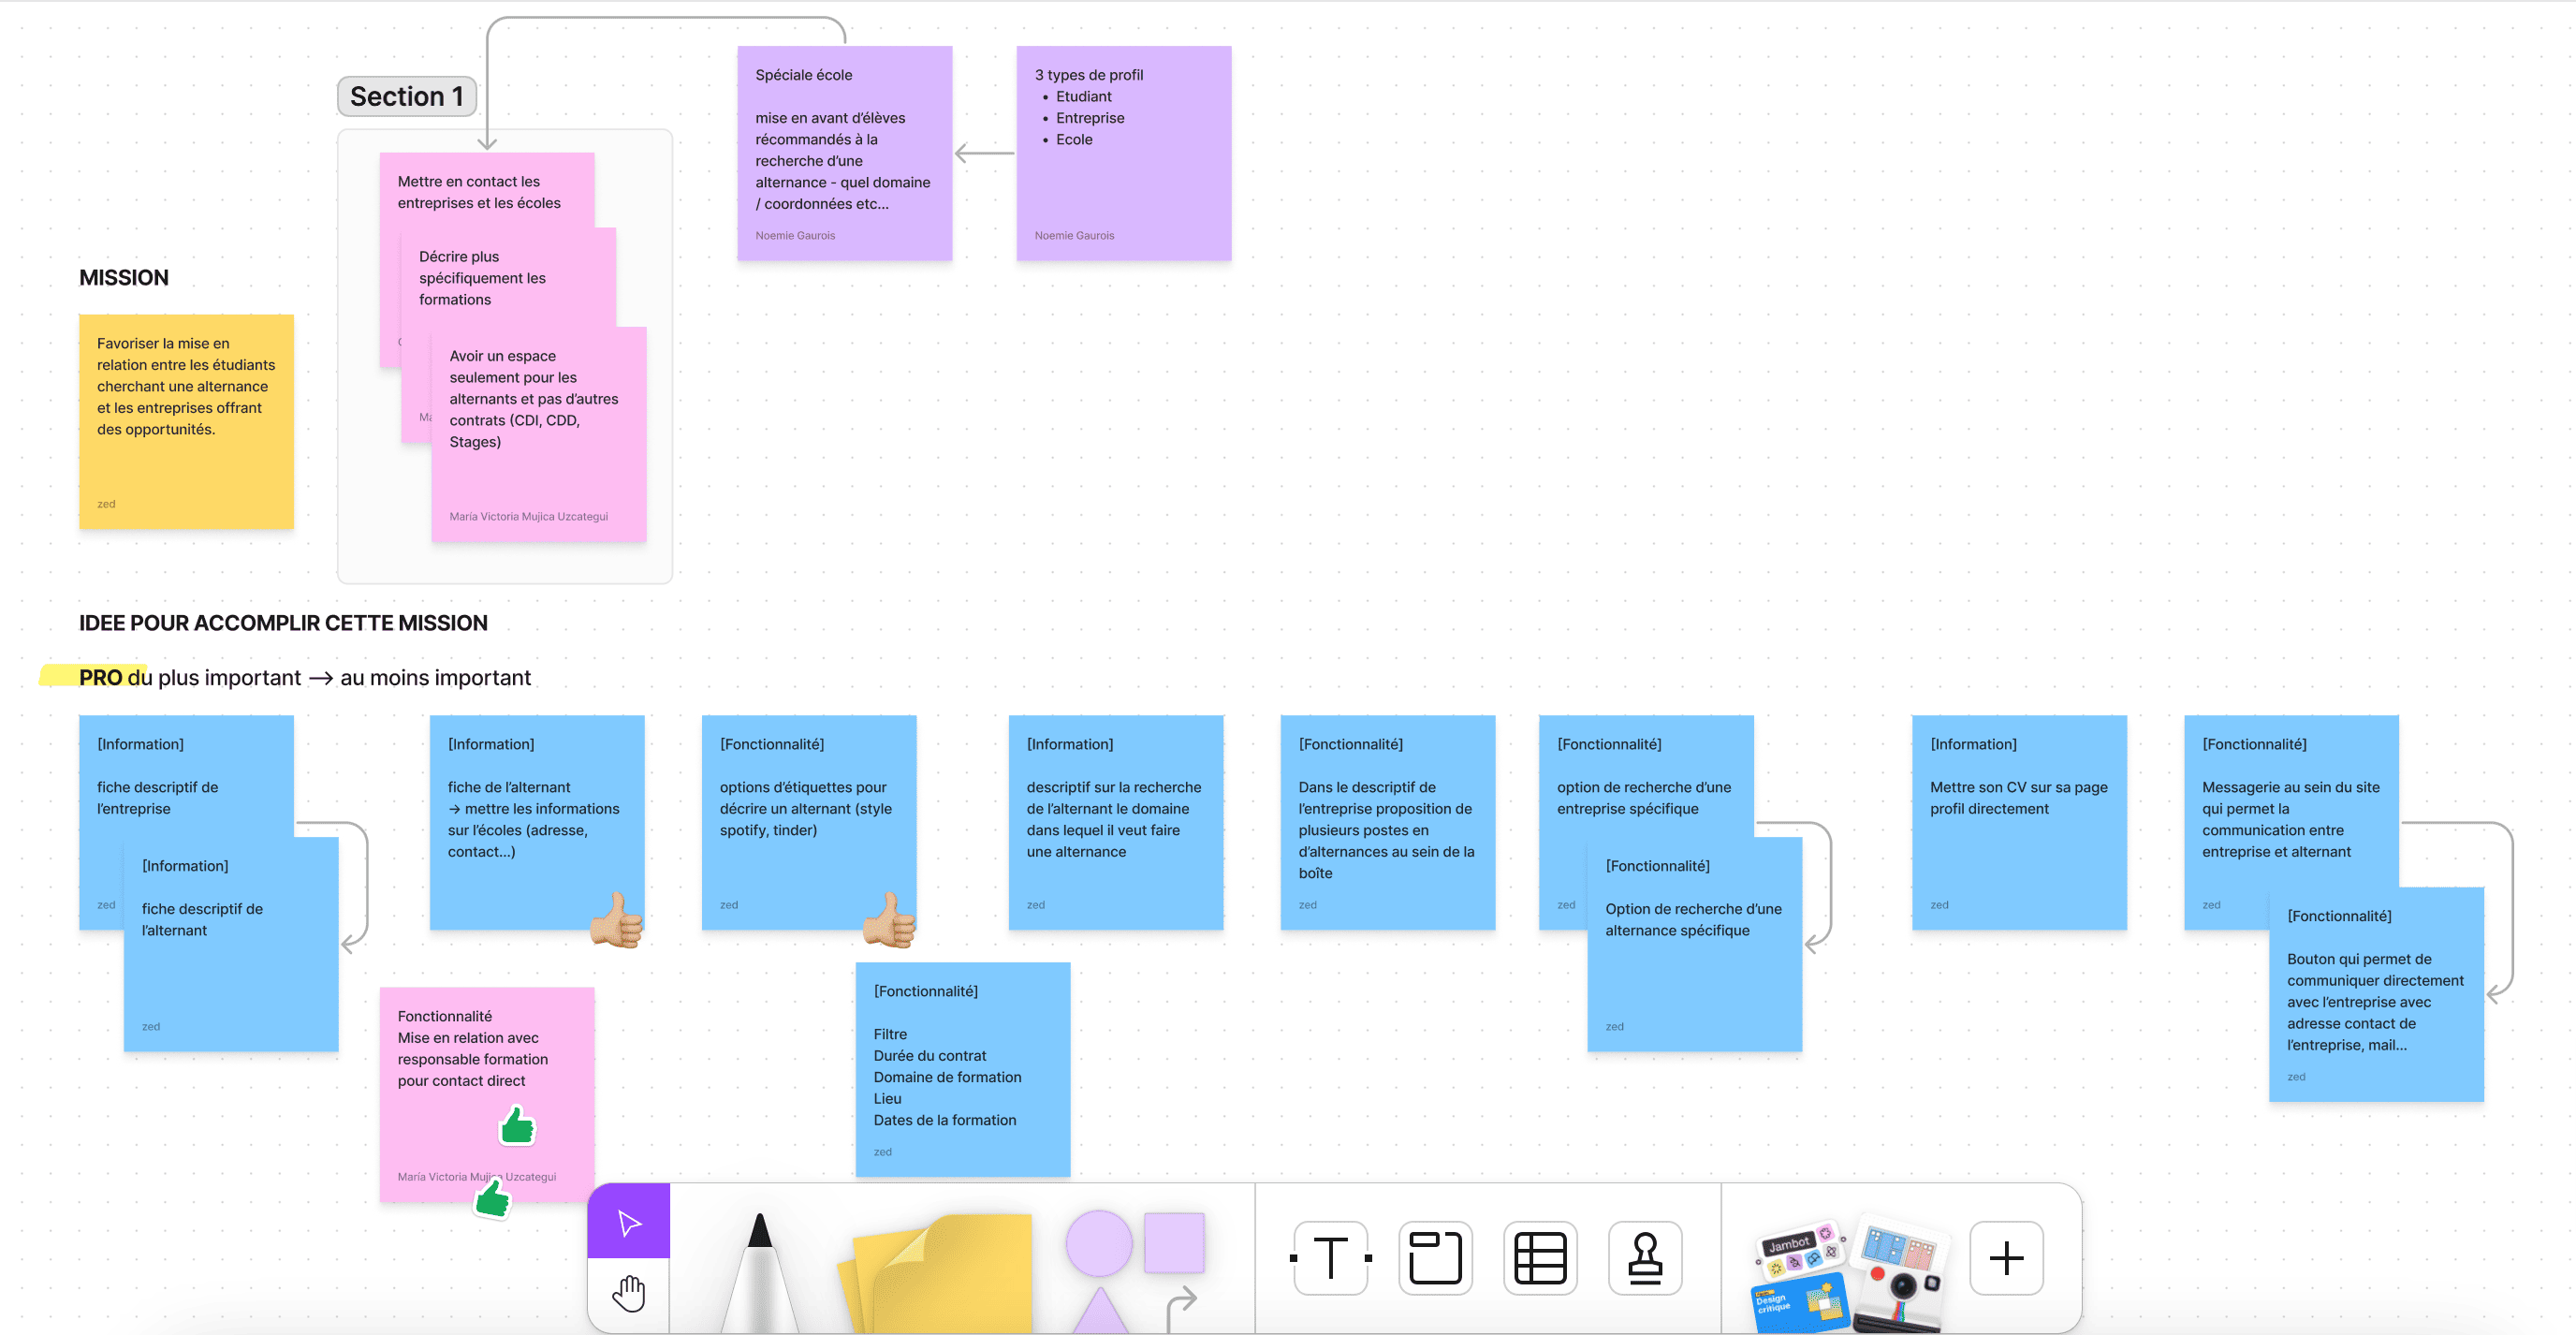 Section 1
Spéciale école
mise en avant d’élèves
récommandés à la
recherche d’une
alternance - quel domaine
/ coordonnées etc...
Noemie Gaurois
3 types de profil
• Etudiant
• Entreprise
• Ecole
Noemie Gaurois
Mettre en contact les
entreprises et les écoles
Décrire plus
spécifiquement les
formations
Ma
Avoir un espace
seulement pour les
alternants et pas d’autres
contrats (CDI, CDD,
Stages)
María Victoria Mujica Uzcategui
MISSION
Favoriser la mise en
relation entre les étudiants
cherchant une alternance
et les entreprises offrant
des opportunités.
zed
IDEE POUR ACCOMPLIR CETTE MISSION
PRO du plus important → au moins important
[Information]
fiche descriptif de
l’entreprise
zed
[Information]
fiche descriptif de
l’alternant
zed
[Information]
fiche de l’alternant
→ mettre les informations
sur l’écoles (adresse,
contact...)
[Fonctionnalité]
options d’étiquettes pour
décrire un alternant (style
spotify, tinder)
zed
[Information]
descriptif sur la recherche
de l’alternant le domaine
dans lequel il veut faire
une alternance
zed
[Fonctionnalité]
Dans le descriptif de
l’entreprise proposition de
plusieurs postes en
d’alternances au sein de la
boîte
zed
[Fonctionnalité]
option de recherche d’une
entreprise spécifique
zed
[Fonctionnalité]
Option de recherche d’une
alternance spécifique
zed
[Information]
Mettre son CV sur sa page
profil directement
zed
[Fonctionnalité]
Messagerie au sein du site
qui permet la
communication entre
entreprise et alternant
zed
[Fonctionnalité]
Bouton qui permet de
communiquer directement
avec l’entreprise avec
adresse contact de
l’entreprise, mail...
zed
Fonctionnalité
Mise en relation avec
responsable formation
pour contact direct
María Victoria Mujica Uzcategui
[Fonctionnalité]
Filtre
Durée du contrat
Domaine de formation
Lieu
Dates de la formation
zed
T
Jambot
Design
critique